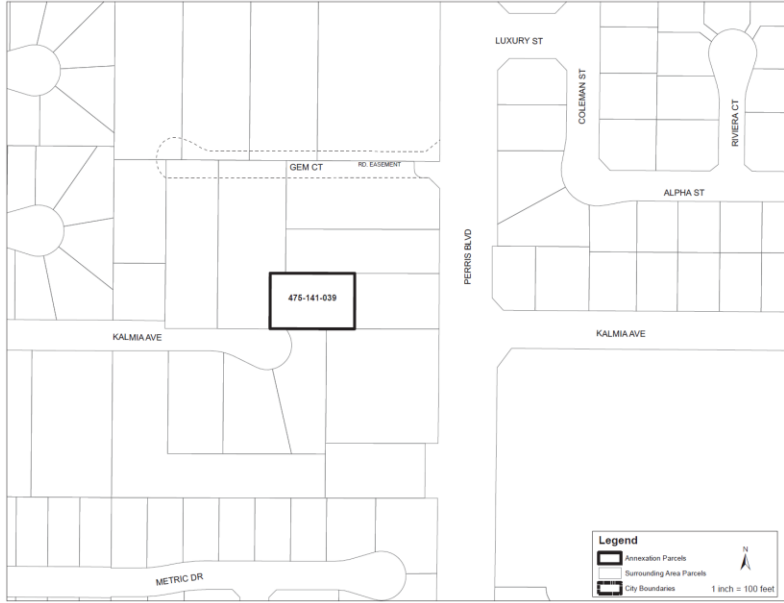 LUXURY ST
COLEMAN ST
RIVIERA CT
GEM CT
RD. EASEMENT
ALPHA ST
PERRIS BLVD
475-141-039
KALMIA AVE
KALMIA AVE
METRIC DR
Legend
Annexation Parcels
Surrounding Area Parcels
City Boundaries
N
1 inch = 100 feet